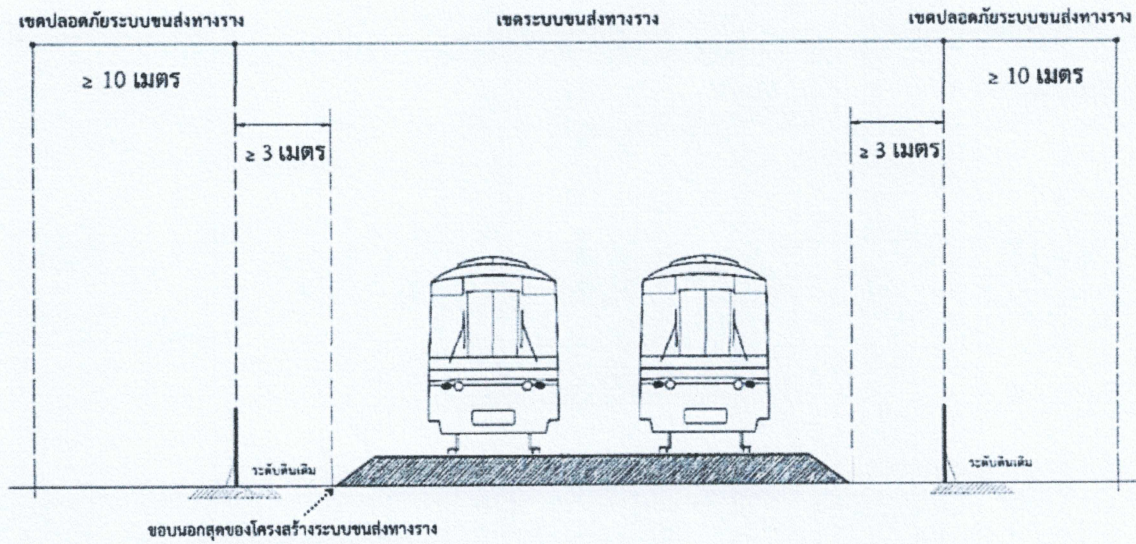 เขตปลอดภัยระบบขนส่งทางราง เขตระบบขนส่งทางราง เขตปลอดภัยระบบขนส่งทางราง
≥ 10 เมตร ≥ 10 เมตร
≥ 3 เมตร ≥ 3 เมตร
ระดับดินเดิม ระดับดินเดิม
ขอบนอกสุดของโครงสร้างระบบขนส่งทางราง